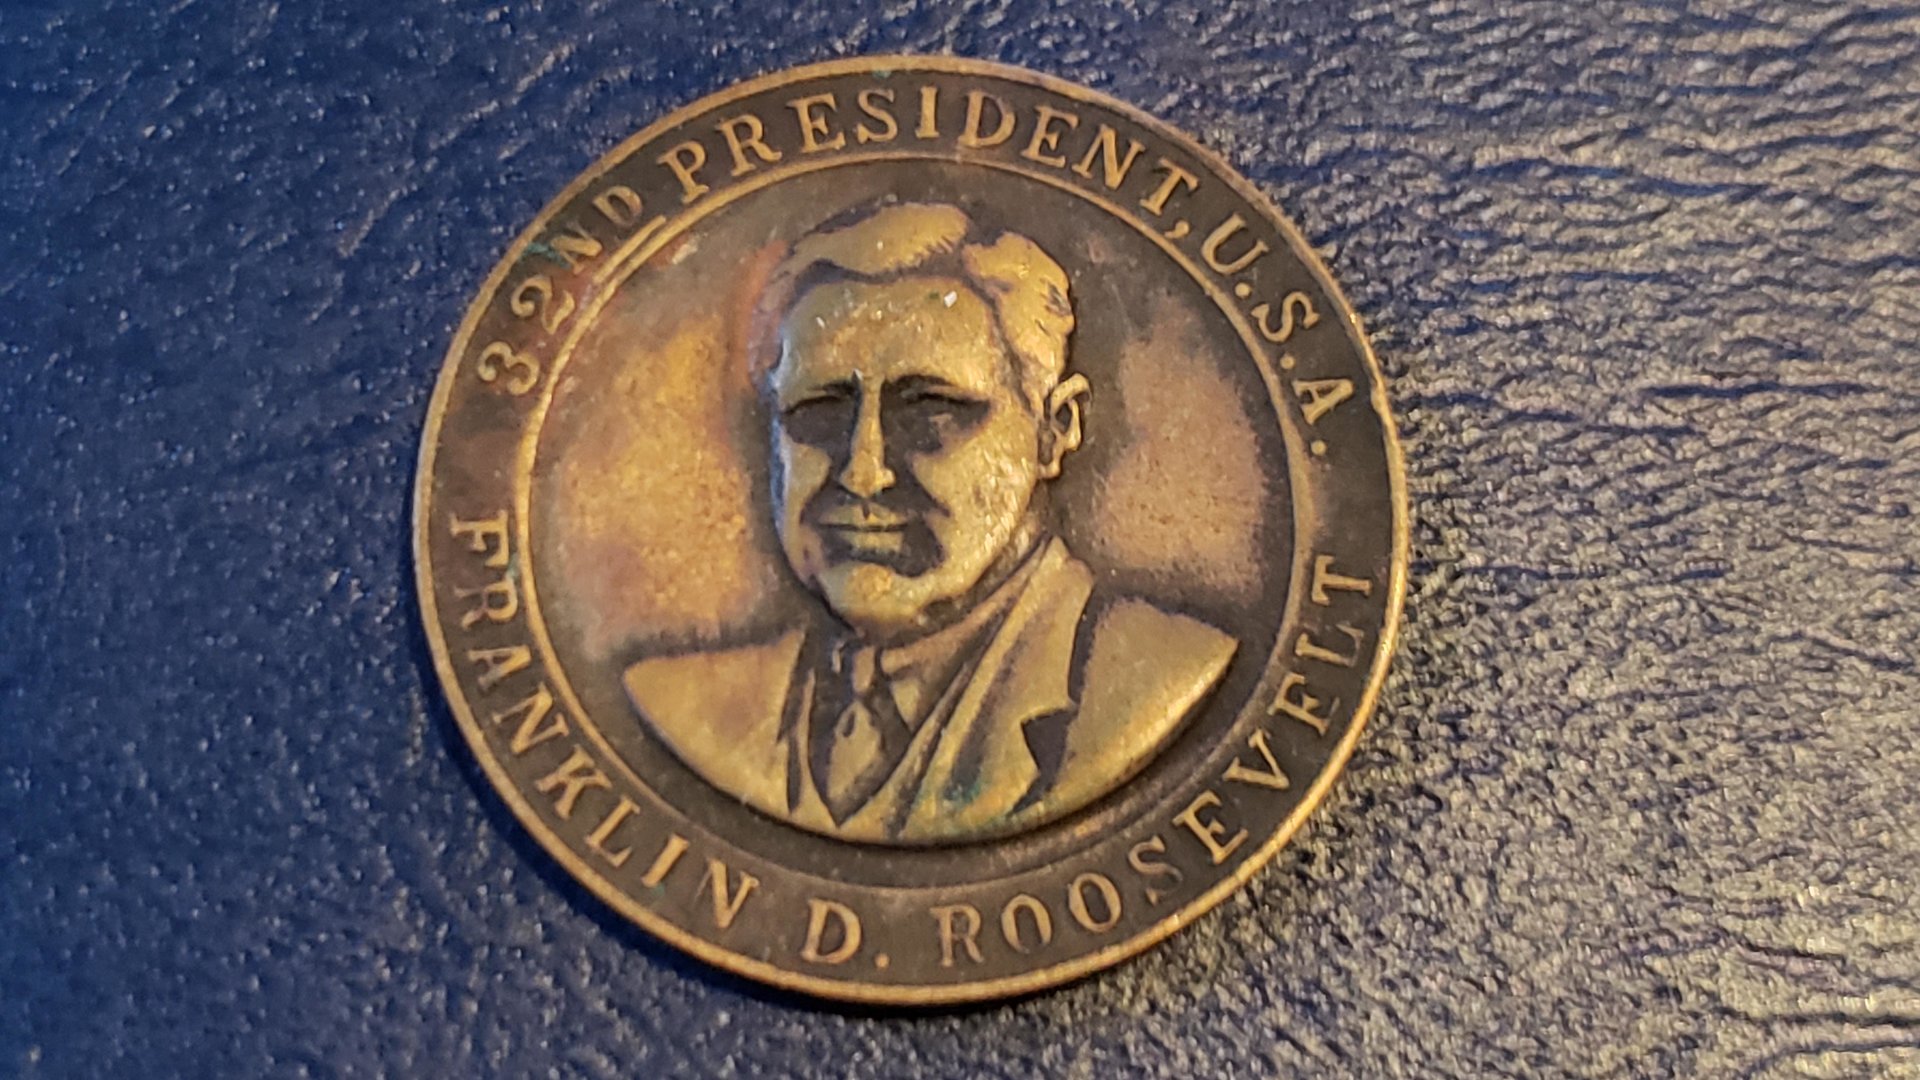 32ND PRESIDENT, U.S.A.
FRANKLIN D. ROOSEVELT